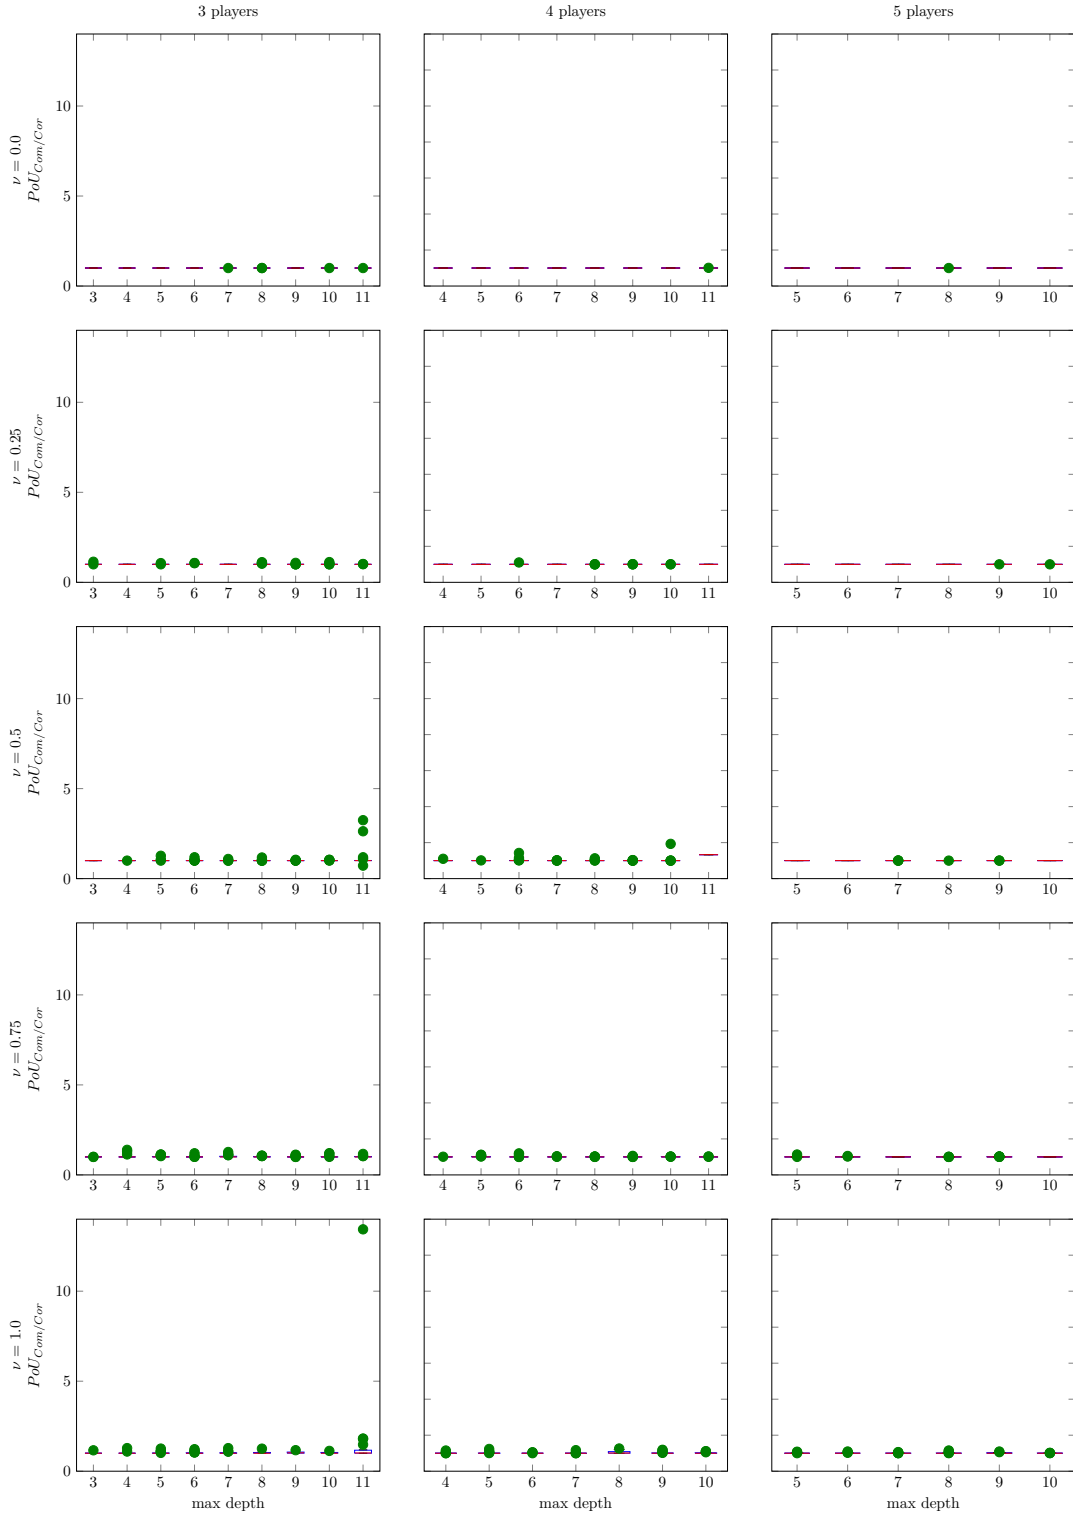 3 players 4 players 5 players
ν = 0.0
PoU_{Com/Cor}
10
5
0
3 4 5 6 7 8 9 10 11
4 5 6 7 8 9 10 11
5 6 7 8 9 10
ν = 0.25
PoU_{Com/Cor}
10
5
0
3 4 5 6 7 8 9 10 11
4 5 6 7 8 9 10 11
5 6 7 8 9 10
ν = 0.5
PoU_{Com/Cor}
10
5
0
3 4 5 6 7 8 9 10 11
4 5 6 7 8 9 10 11
5 6 7 8 9 10
ν = 0.75
PoU_{Com/Cor}
10
5
0
3 4 5 6 7 8 9 10 11
4 5 6 7 8 9 10 11
5 6 7 8 9 10
ν = 1.0
PoU_{Com/Cor}
10
5
0
3 4 5 6 7 8 9 10 11
4 5 6 7 8 9 10
5 6 7 8 9 10
max depth max depth max depth